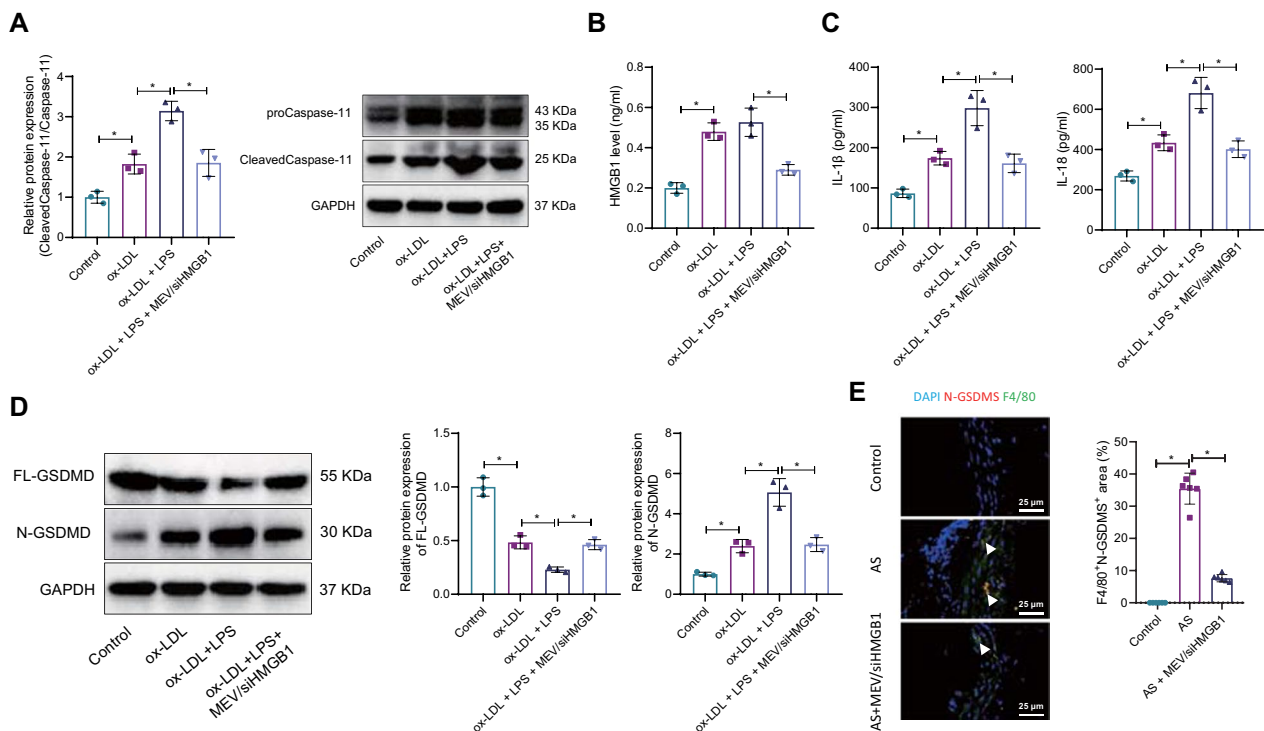 A
Relative protein expression
(CleavedCaspase-11/Caspase-11)
4
3
2
1
0
*
*
*
Control
ox-LDL
ox-LDL + LPS
ox-LDL + LPS + MEV/siHMGB1
proCaspase-11
43 KDa
35 KDa
CleavedCaspase-11
25 KDa
GAPDH
37 KDa
Control
ox-LDL
ox-LDL+LPS
ox-LDL+LPS+
MEV/siHMGB1
B
HMGB1 level (ng/ml)
0.8
0.6
0.4
0.2
0.0
*
*
Control
ox-LDL
ox-LDL + LPS
ox-LDL + LPS + MEV/siHMGB1
C
IL-1β (pg/ml)
400
300
200
100
0
*
*
*
Control
ox-LDL
ox-LDL + LPS
ox-LDL + LPS + MEV/siHMGB1
IL-18 (pg/ml)
800
600
400
200
0
*
*
*
Control
ox-LDL
ox-LDL + LPS
ox-LDL + LPS + MEV/siHMGB1
D
FL-GSDMD
55 KDa
N-GSDMD
30 KDa
GAPDH
37 KDa
Control
ox-LDL
ox-LDL+LPS
ox-LDL+LPS+
MEV/siHMGB1
Relative protein expression
of FL-GSDMD
1.5
1.0
0.5
0.0
*
*
*
Control
ox-LDL
ox-LDL + LPS
ox-LDL + LPS + MEV/siHMGB1
Relative protein expression
of N-GSDMD
8
6
4
2
0
*
*
*
Control
ox-LDL
ox-LDL + LPS
ox-LDL + LPS + MEV/siHMGB1
E
DAPI N-GSDMS F4/80
Control
25 μm
AS
25 μm
AS+MEV/siHMGB1
25 μm
F4/80⁺N-GSDMS⁺ area (%)
50
40
30
20
10
0
*
*
Control
AS
AS + MEV/siHMGB1